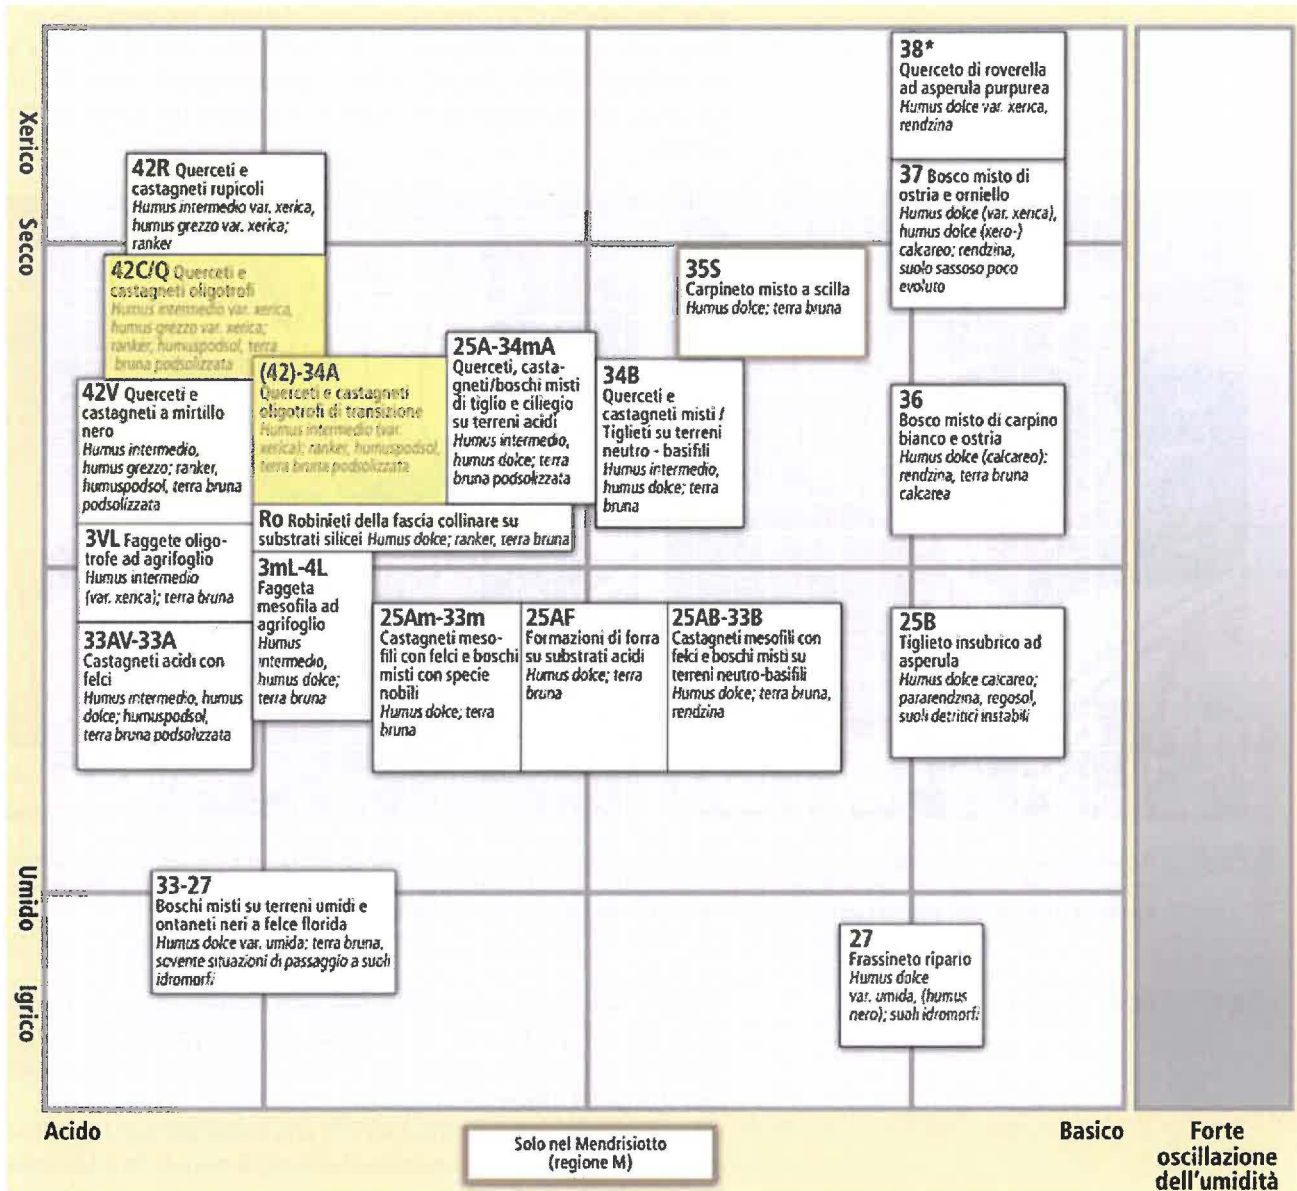 Xerico
Secco
Umido
Igrico
38*
Querceto di roverella
ad asperula purpurea
Humus dolce var. xerica,
rendzina
42R Querceti e
castagneti rupicoli
Humus intermedio var. xerica,
humus grezzo var. xerica;
ranker
37 Bosco misto di
ostria e orniello
Humus dolce (var. xerica),
humus dolce (xero-)
calcareo; rendzina,
suolo sassoso poco
evoluto
42C/Q Querceti e
castagneti oligotrofi
Humus intermedio var. xerica,
humus grezzo var. xerica;
ranker, humuspodsol, terra
bruna podsolizzata
35S
Carpineto misto a scilla
Humus dolce; terra bruna
25A-34mA
Querceti, casta-
gneti/boschi misti
di tiglio e ciliegio
su terreni acidi
Humus intermedio,
humus dolce; terra
bruna podsolizzata
(42)-34A
Querceti e castagneti
oligotrofi di transizione
Humus intermedio (var.
xerica); ranker, humuspodsol,
terra bruna podsolizzata
34B
Querceti e
castagneti misti /
Tiglieti su terreni
neutro - basifili
Humus intermedio,
humus dolce; terra
bruna
42V Querceti e
castagneti a mirtillo
nero
Humus intermedio,
humus grezzo; ranker,
humuspodsol, terra bruna
podsolizzata
36
Bosco misto di carpino
bianco e ostria
Humus dolce (calcareo);
rendzina, terra bruna
calcarea
Ro Robinieti della fascia collinare su
substrati silicei Humus dolce; ranker, terra bruna
3VL Faggete oligo-
trofe ad agrifoglio
Humus intermedio
(var. xerica); terra bruna
3mL-4L
Faggeta
mesofila ad
agrifoglio
Humus
intermedio,
humus dolce;
terra bruna
33AV-33A
Castagneti acidi con
felci
Humus intermedio, humus
dolce; humuspodsol,
terra bruna podsolizzata
25Am-33m
Castagneti meso-
fili con felci e boschi
misti con specie
nobili
Humus dolce; terra
bruna
25AF
Formazioni di forra
su substrati acidi
Humus dolce; terra
bruna
25AB-33B
Castagneti mesofili con
felci e boschi misti su
terreni neutro-basifili
Humus dolce; terra bruna,
rendzina
25B
Tiglieto insubrico ad
asperula
Humus dolce calcareo;
pararendzina, regosol,
suoli detritici instabili
33-27
Boschi misti su terreni umidi e
ontaneti neri a felce florida
Humus dolce var. umida; terra bruna,
sovente situazioni di passaggio a suoli
idromorfi
27
Frassineto ripario
Humus dolce
var. umida, (humus
nero); suoli idromorfi
Acido
Basico
Forte
oscillazione
dell'umidità
Solo nel Mendrisiotto
(regione M)